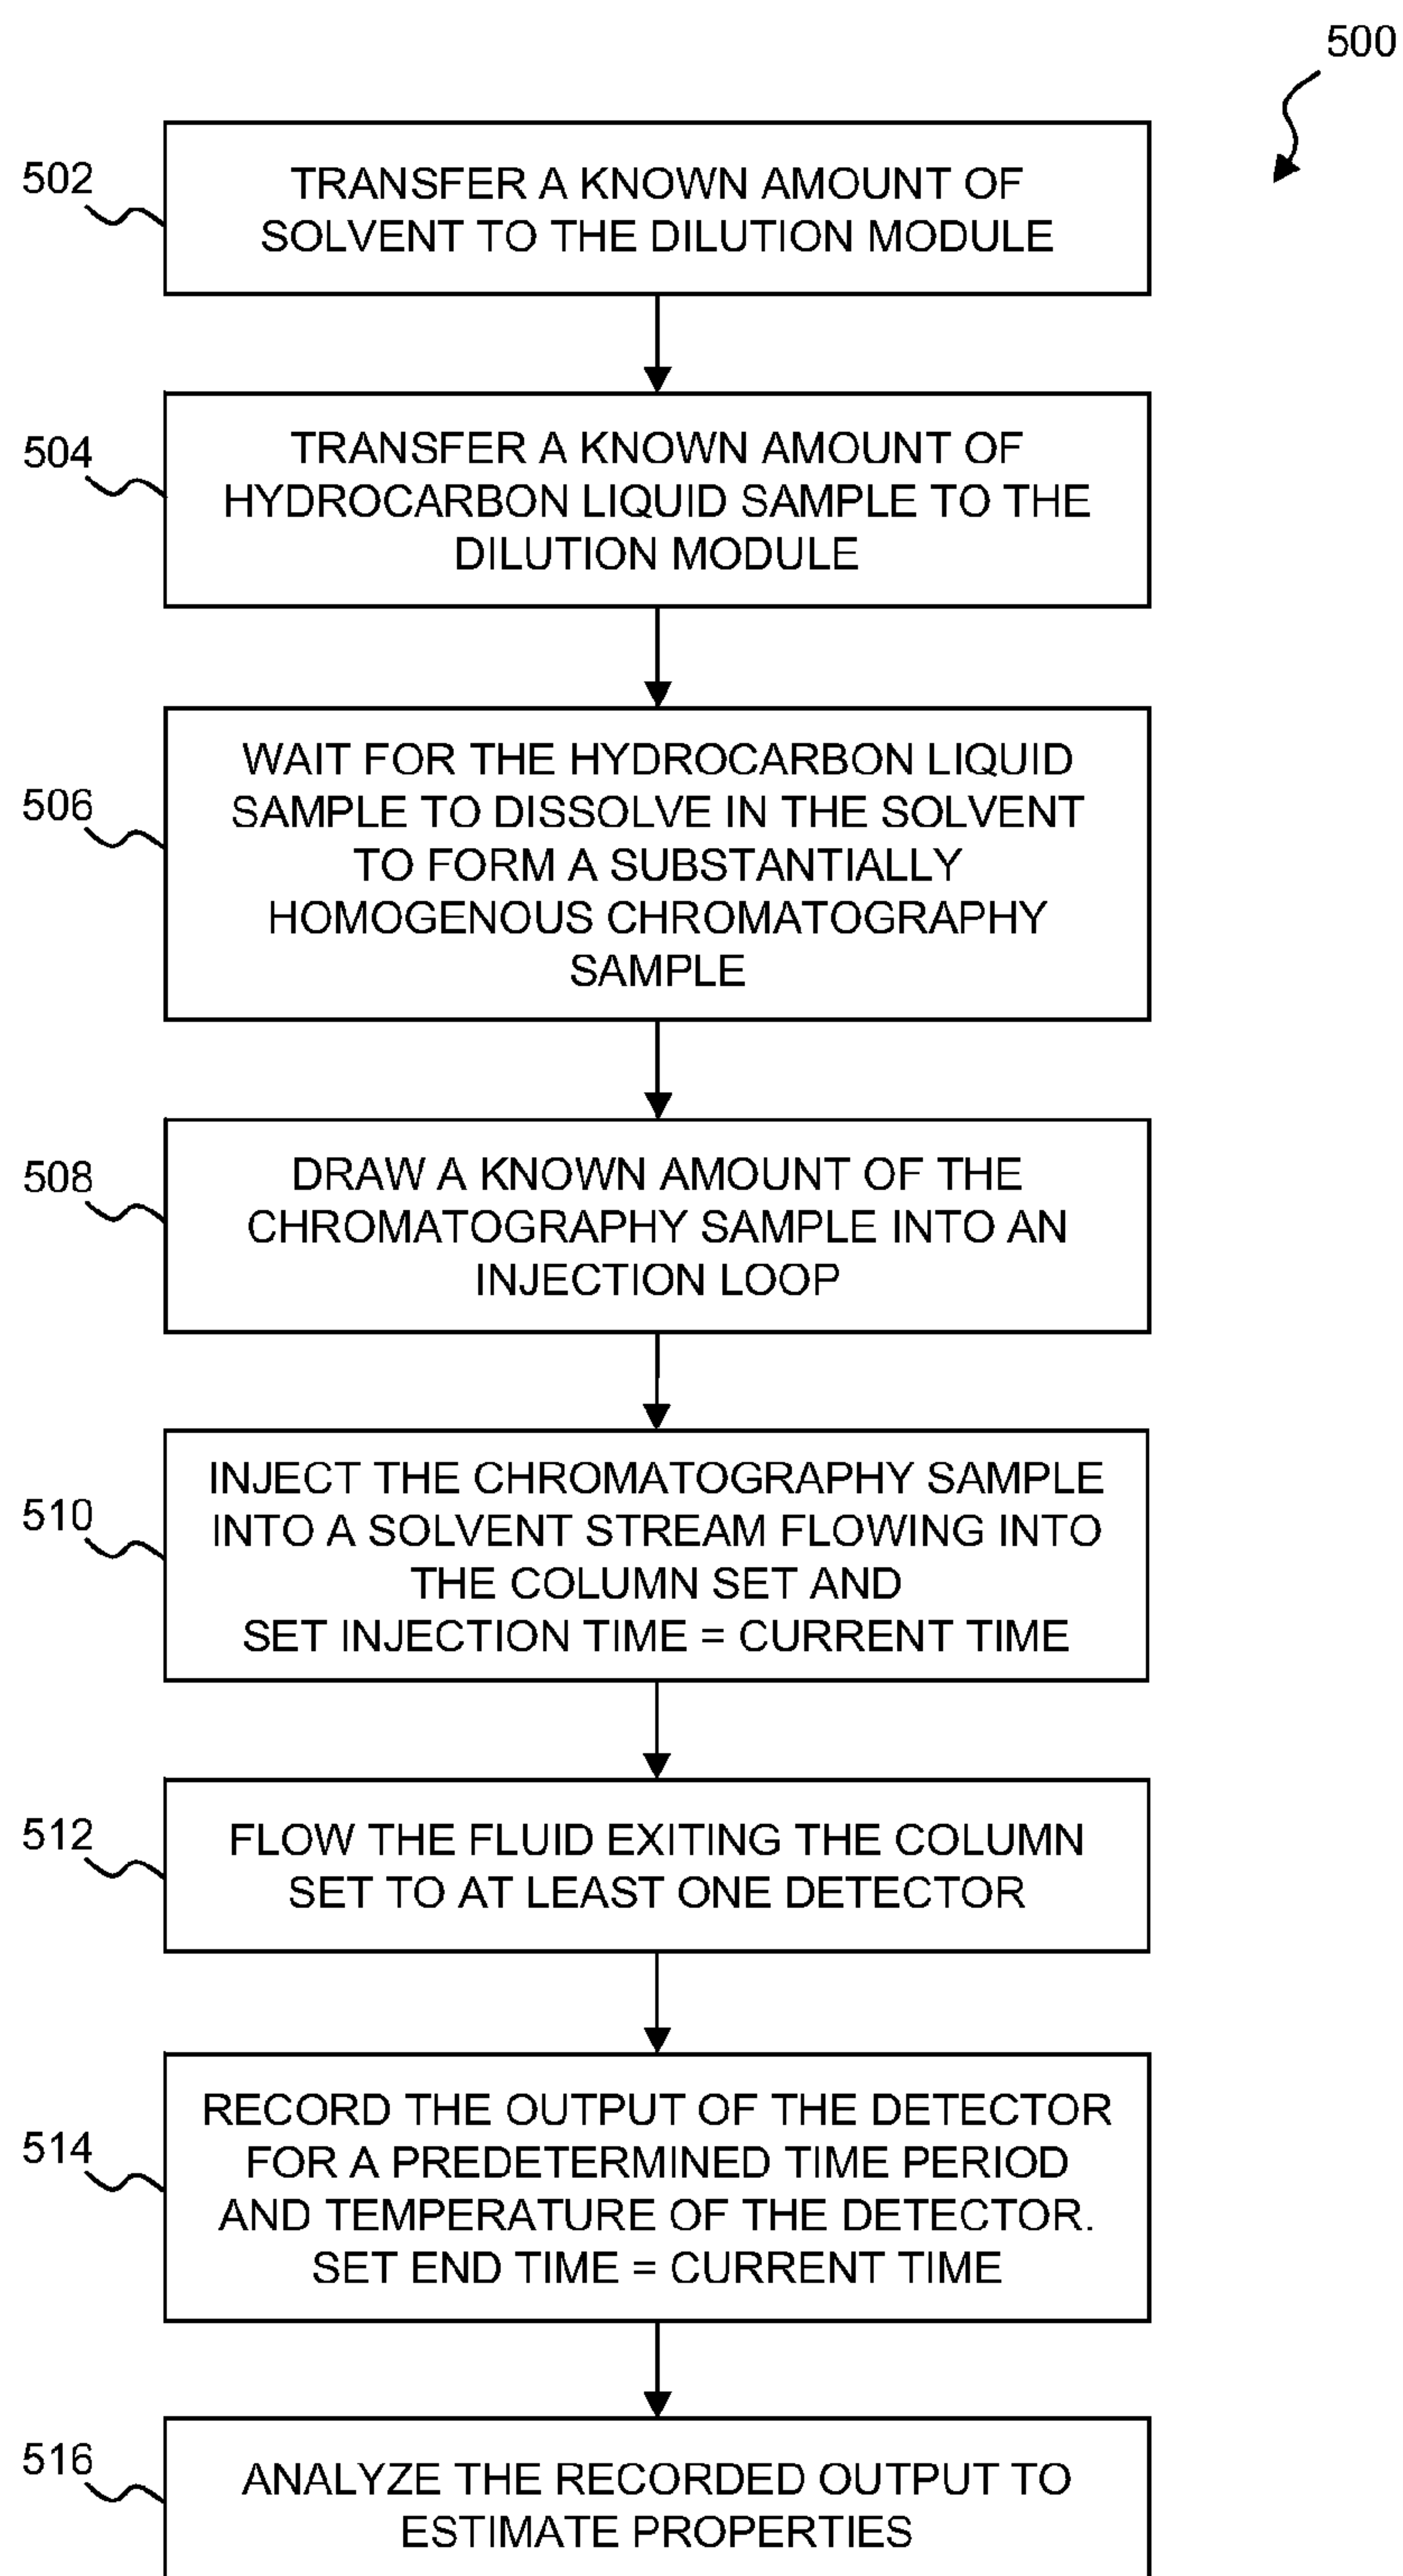 500
502
TRANSFER A KNOWN AMOUNT OF
SOLVENT TO THE DILUTION MODULE
504
TRANSFER A KNOWN AMOUNT OF
HYDROCARBON LIQUID SAMPLE TO THE
DILUTION MODULE
506
WAIT FOR THE HYDROCARBON LIQUID
SAMPLE TO DISSOLVE IN THE SOLVENT
TO FORM A SUBSTANTIALLY
HOMOGENOUS CHROMATOGRAPHY
SAMPLE
508
DRAW A KNOWN AMOUNT OF THE
CHROMATOGRAPHY SAMPLE INTO AN
INJECTION LOOP
510
INJECT THE CHROMATOGRAPHY SAMPLE
INTO A SOLVENT STREAM FLOWING INTO
THE COLUMN SET AND
SET INJECTION TIME = CURRENT TIME
512
FLOW THE FLUID EXITING THE COLUMN
SET TO AT LEAST ONE DETECTOR
514
RECORD THE OUTPUT OF THE DETECTOR
FOR A PREDETERMINED TIME PERIOD
AND TEMPERATURE OF THE DETECTOR.
SET END TIME = CURRENT TIME
516
ANALYZE THE RECORDED OUTPUT TO
ESTIMATE PROPERTIES